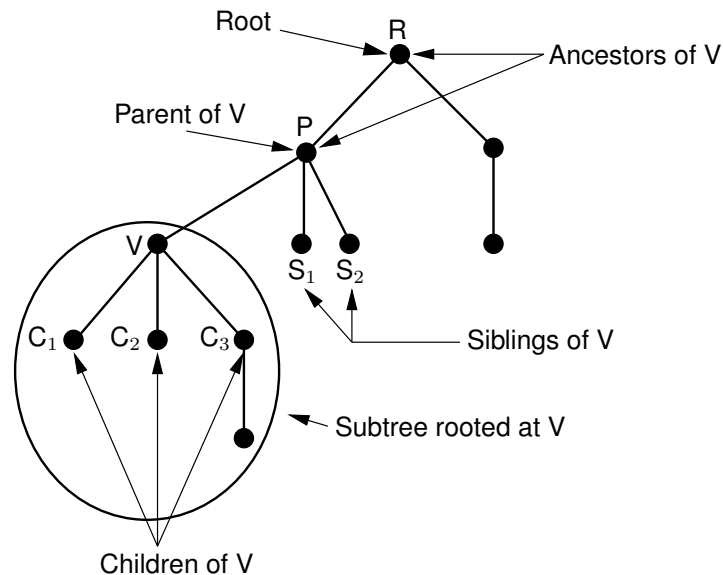 Root
R
Ancestors of V
Parent of V
P
V
S₁
S₂
C₁
C₂
C₃
Siblings of V
Subtree rooted at V
Children of V